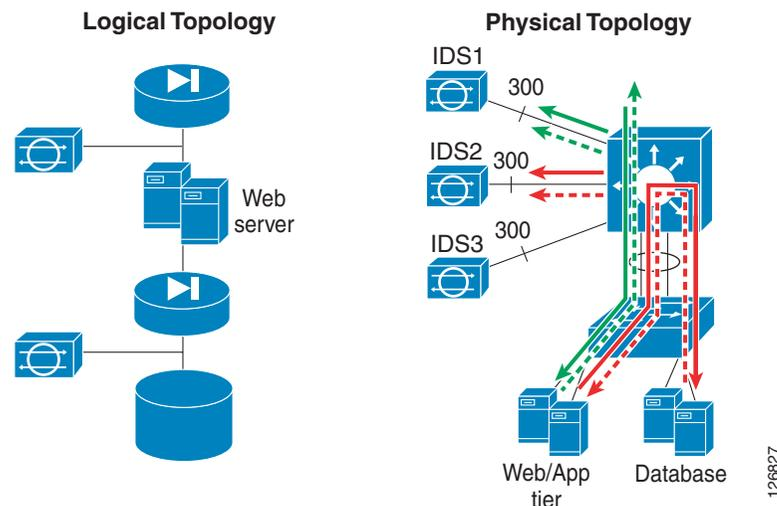 Logical Topology
Web
server
Physical Topology
IDS1
300
IDS2
300
IDS3
300
Web/App
tier
Database
126827